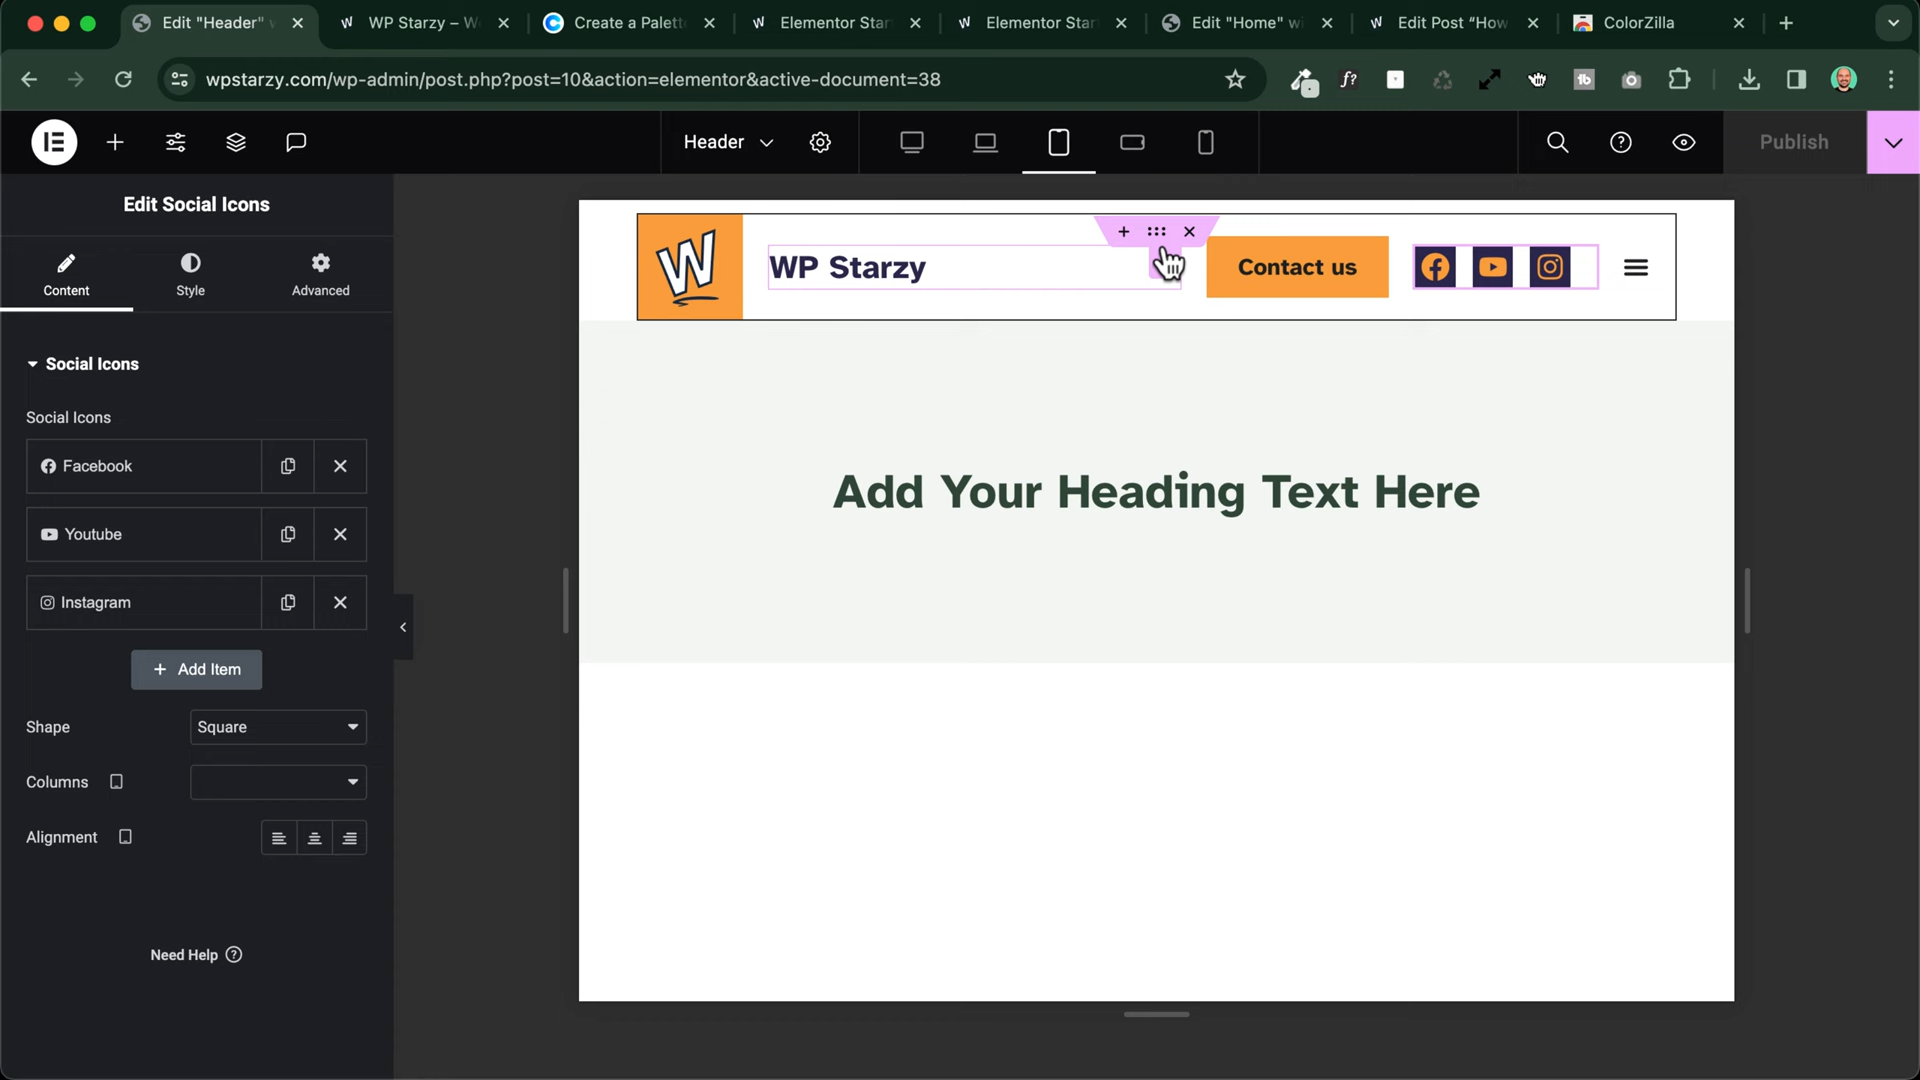 Edit "Header" w
WP Starzy – W
Create a Palett
Elementor Star
Elementor Star
Edit "Home" wi
Edit Post “How
ColorZilla
wpstarzy.com/wp-admin/post.php?post=10&action=elementor&active-document=38
f?
tb
Header
Publish
Edit Social Icons
Content
Style
Advanced
W
WP Starzy
Contact us
Social Icons
Social Icons
Facebook
Youtube
Instagram
+ Add Item
Shape
Square
Columns
Alignment
Need Help ?
Add Your Heading Text Here